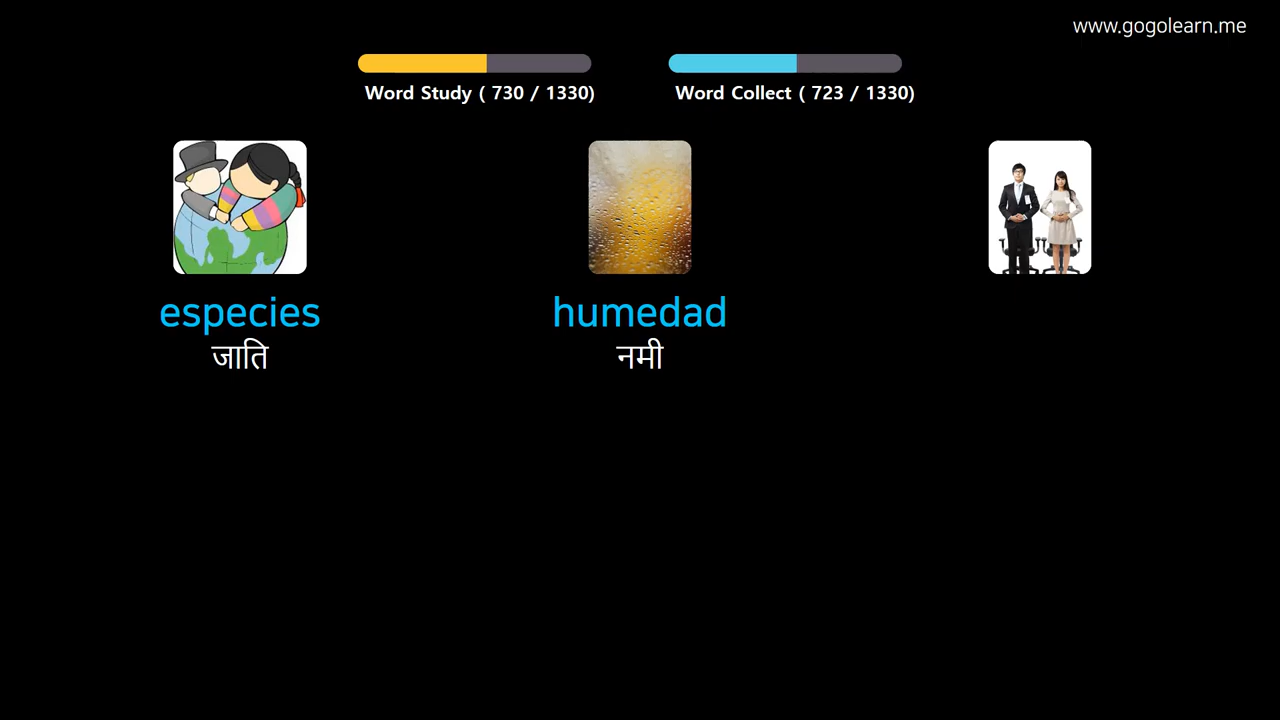 www.gogolearn.me
Word Study ( 730 / 1330)
Word Collect ( 723 / 1330)
especies
जाति
humedad
नमी